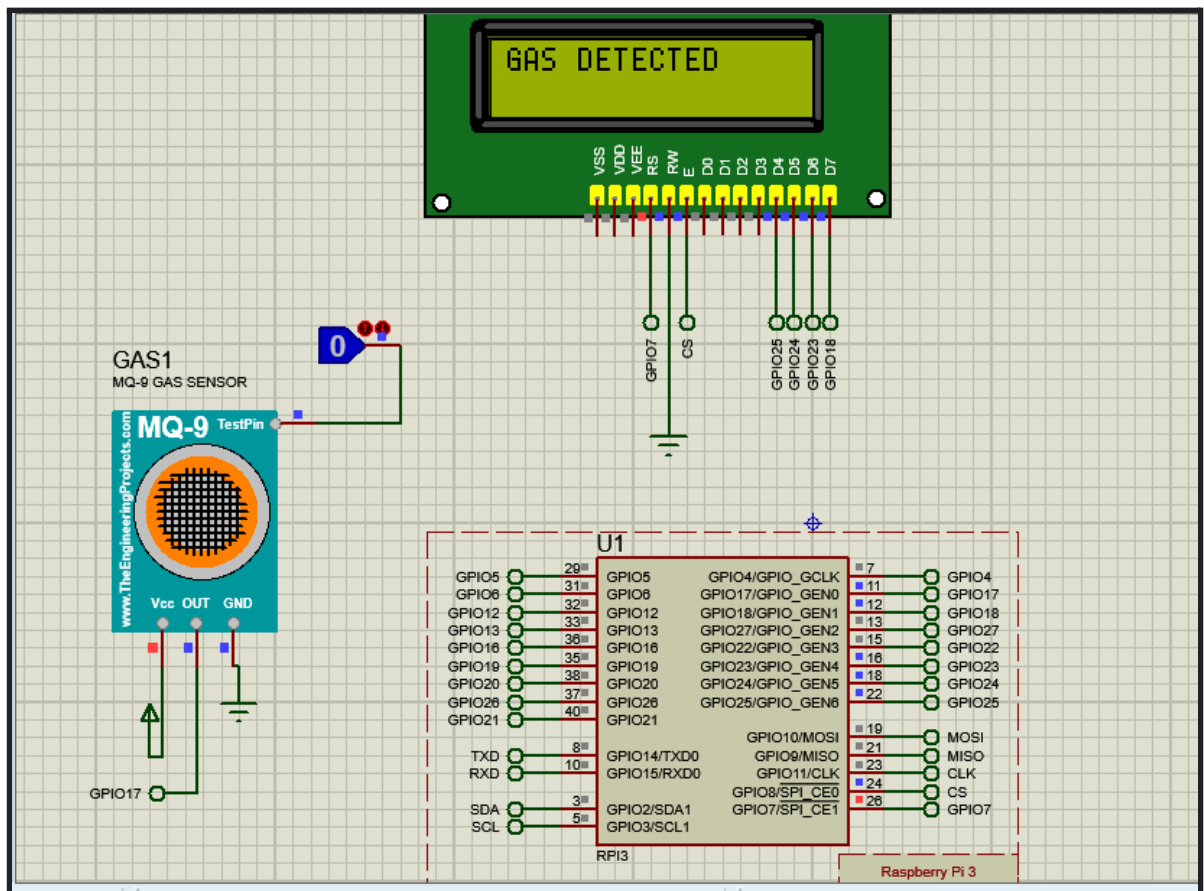 GAS DETECTED
VSS
VDD
VEE
RS
RW
E
D0
D1
D2
D3
D4
D5
D6
D7
GPIO7
CS
GPIO25
GPIO24
GPIO23
GPIO18
0
GAS1
MQ-9 GAS SENSOR
MQ-9 TestPin
www.TheEngineeringProjects.com
Vcc OUT GND
GPIO17
U1
GPIO5 29 GPIO5 GPIO4/GPIO_GCLK 7 GPIO4
GPIO6 31 GPIO6 GPIO17/GPIO_GEN0 11 GPIO17
GPIO12 32 GPIO12 GPIO18/GPIO_GEN1 12 GPIO18
GPIO13 33 GPIO13 GPIO27/GPIO_GEN2 13 GPIO27
GPIO16 36 GPIO16 GPIO22/GPIO_GEN3 15 GPIO22
GPIO19 35 GPIO19 GPIO23/GPIO_GEN4 16 GPIO23
GPIO20 38 GPIO20 GPIO24/GPIO_GEN5 18 GPIO24
GPIO26 37 GPIO26 GPIO25/GPIO_GEN6 22 GPIO25
GPIO21 40 GPIO21
GPIO10/MOSI 19 MOSI
TXD 8 GPIO14/TXD0 GPIO9/MISO 21 MISO
RXD 10 GPIO15/RXD0 GPIO11/CLK 23 CLK
GPIO8/SPI_CE0 24 CS
SDA 3 GPIO2/SDA1 GPIO7/SPI_CE1 26 GPIO7
SCL 5 GPIO3/SCL1
RPI3
Raspberry Pi 3